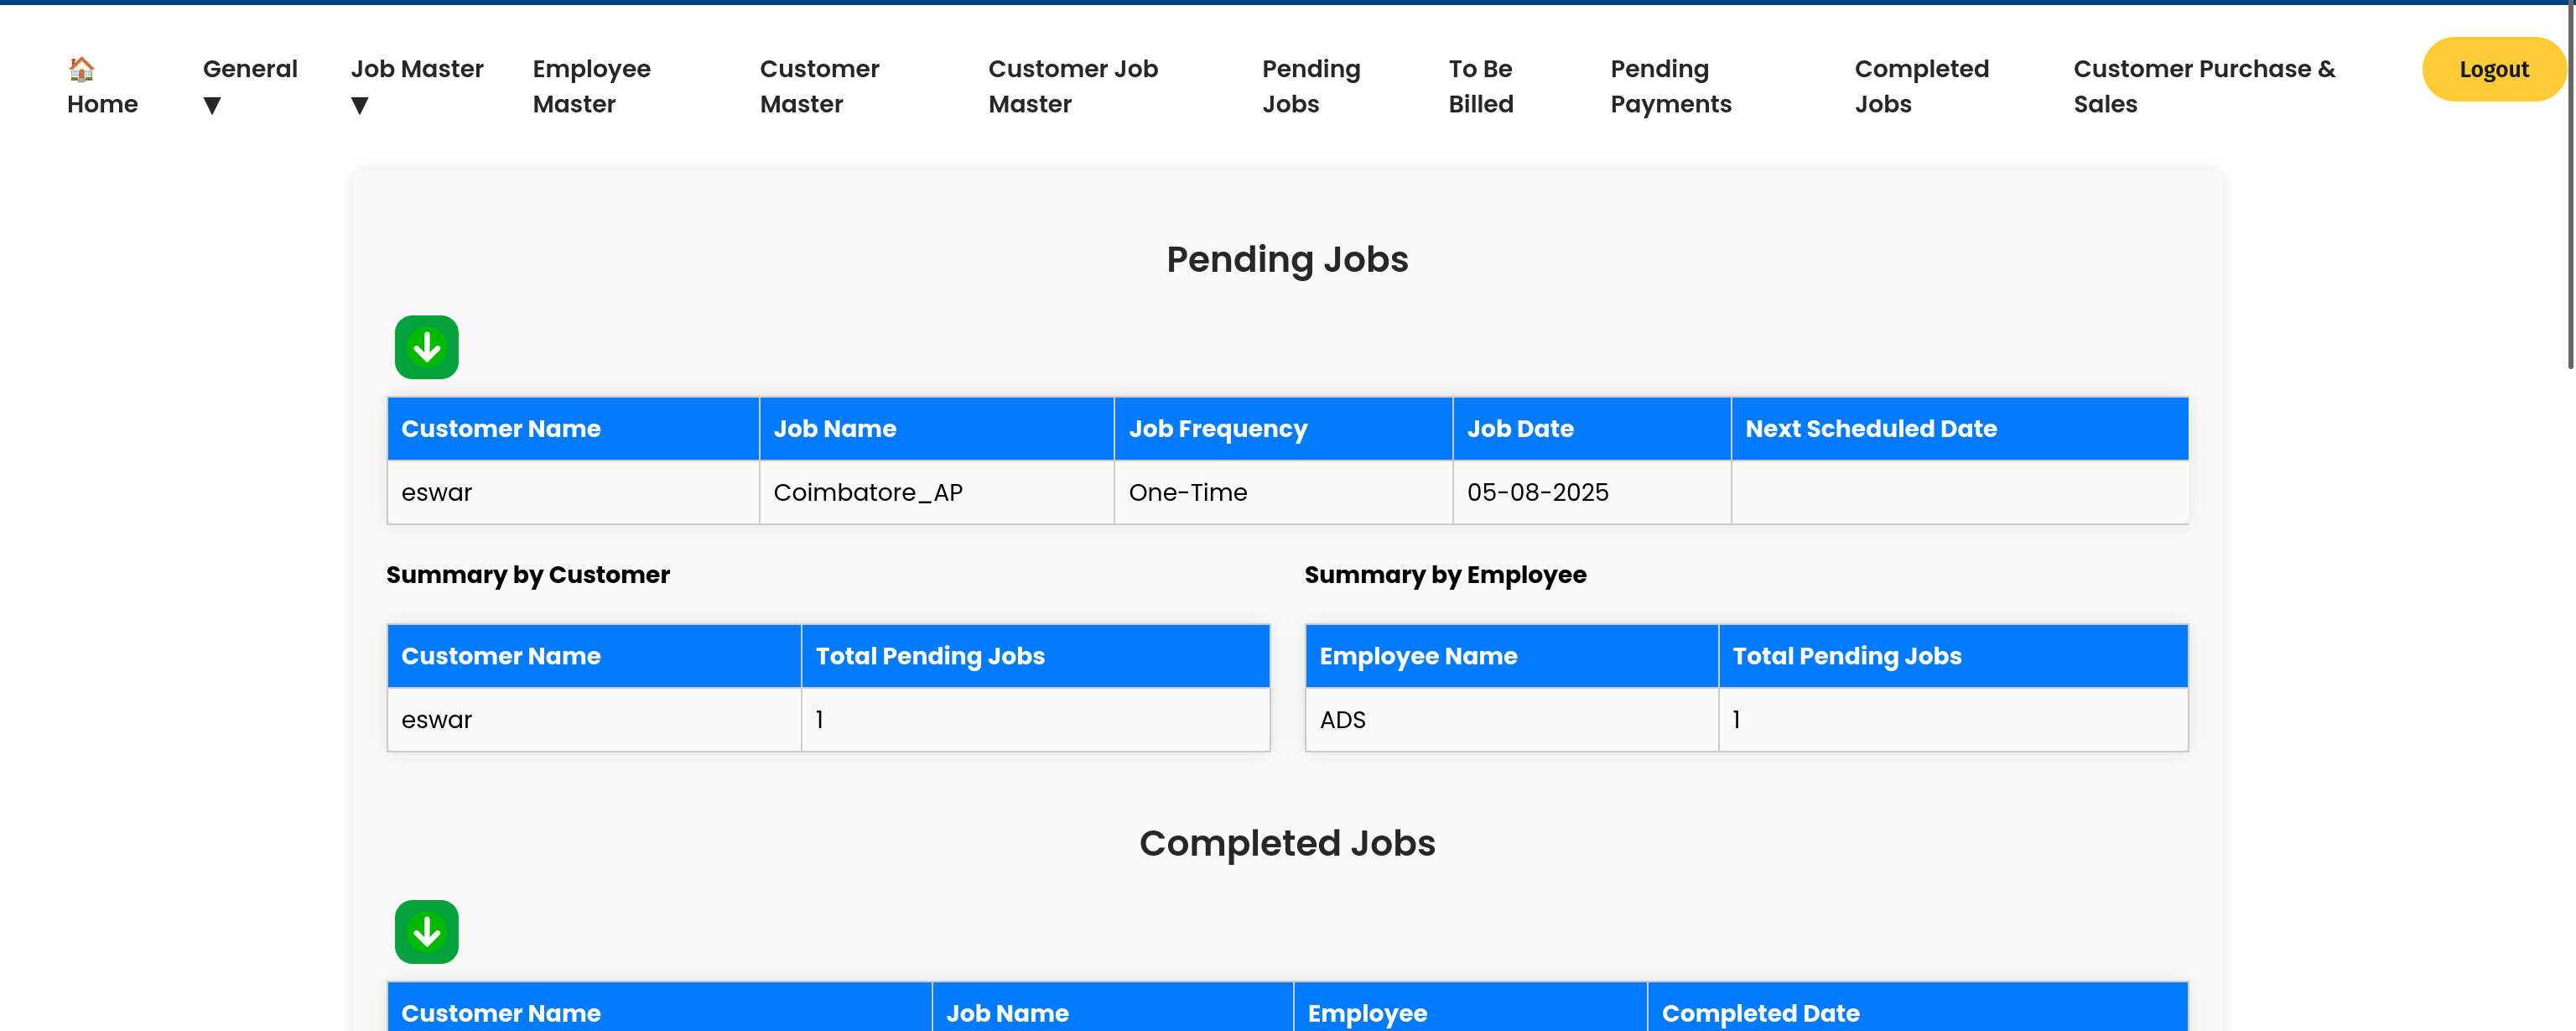 🏠 Home
General ▼
Job Master ▼
Employee Master
Customer Master
Customer Job Master
Pending Jobs
To Be Billed
Pending Payments
Completed Jobs
Customer Purchase & Sales
Logout
Pending Jobs
Customer Name Job Name Job Frequency Job Date Next Scheduled Date
eswar Coimbatore_AP One-Time 05-08-2025
Summary by Customer
Customer Name Total Pending Jobs
eswar 1
Summary by Employee
Employee Name Total Pending Jobs
ADS 1
Completed Jobs
Customer Name Job Name Employee Completed Date